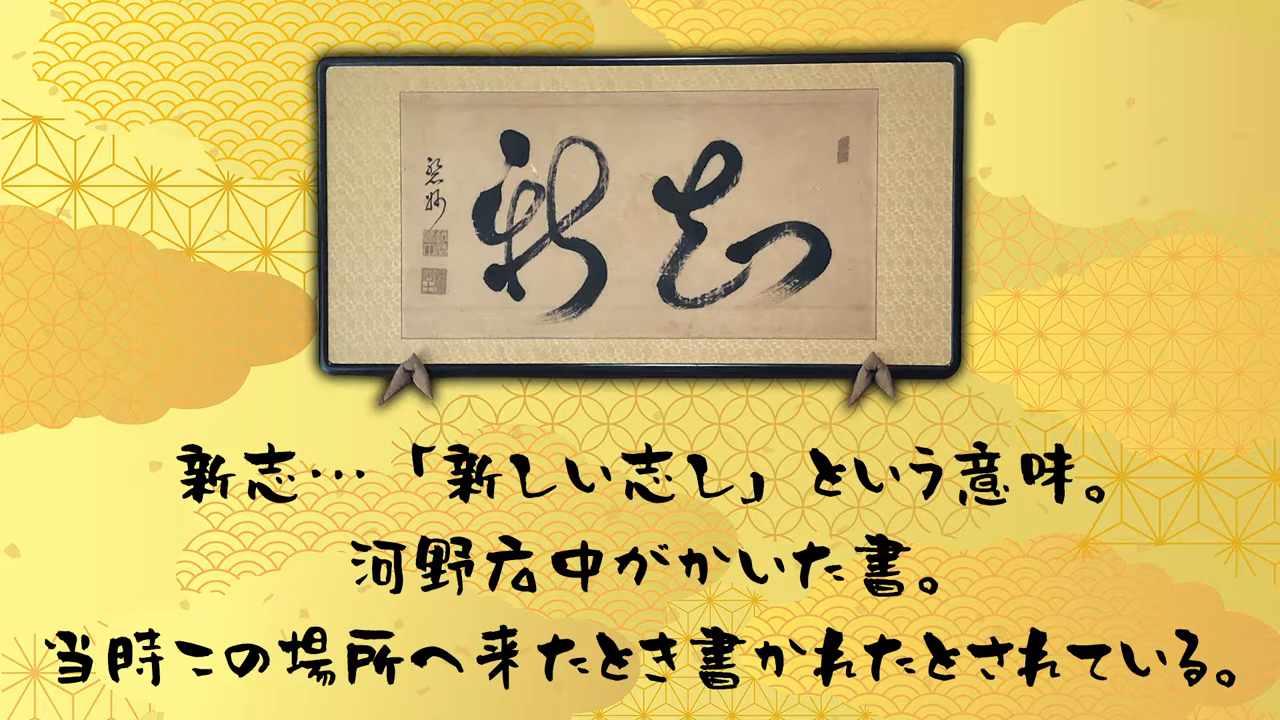 新
新志…「新しい志し」という意味。
河野広中がかいた書。
当時この場所へ来たとき書かれたとされている。